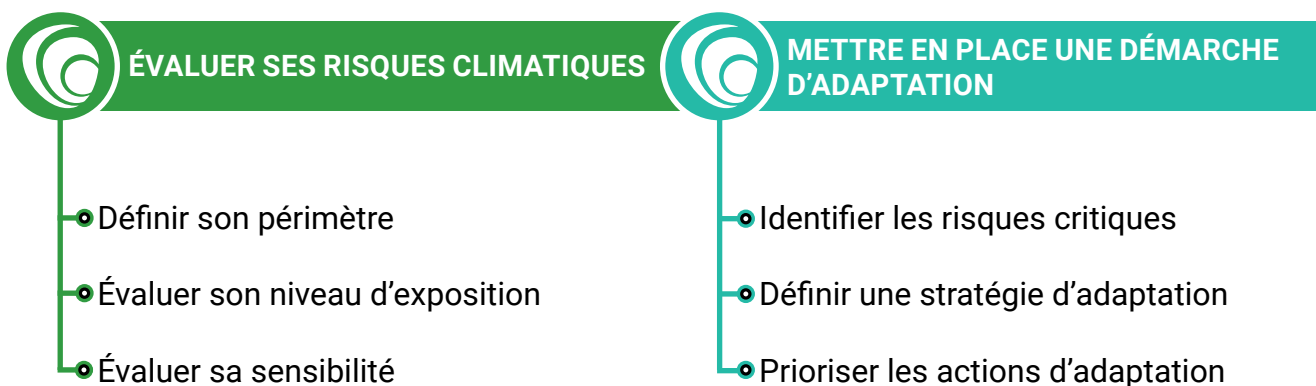 ÉVALUER SES RISQUES CLIMATIQUES
Définir son périmètre
Évaluer son niveau d’exposition
Évaluer sa sensibilité
METTRE EN PLACE UNE DÉMARCHE
D’ADAPTATION
Identifier les risques critiques
Définir une stratégie d’adaptation
Prioriser les actions d’adaptation